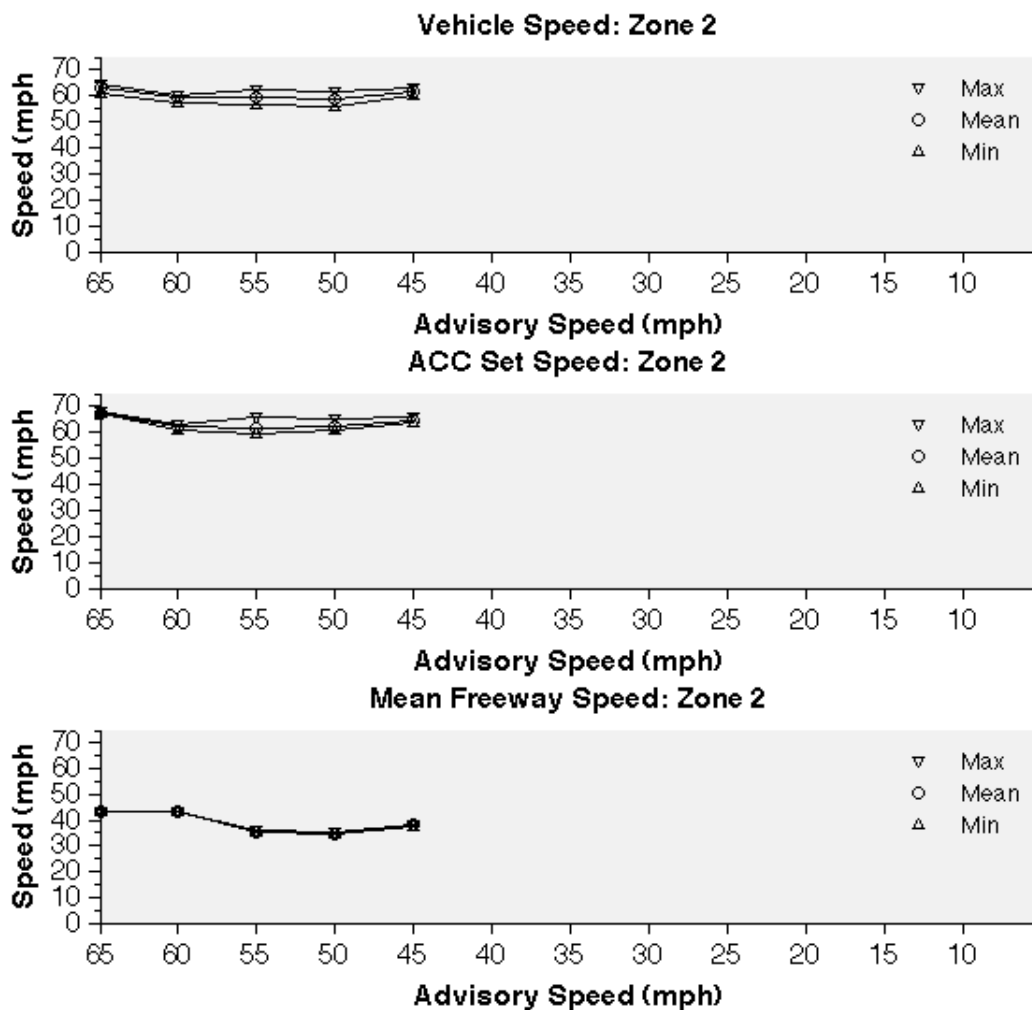 Vehicle Speed: Zone 2
Speed (mph
70
60
50
40
30
20
10
0
Max
Mean
Min
65 60 55 50 45 40 35 30 25 20 15 10
Advisory Speed (mph)
ACC Set Speed: Zone 2
Speed (mph
70
60
50
40
30
20
10
0
Max
Mean
Min
65 60 55 50 45 40 35 30 25 20 15 10
Advisory Speed (mph)
Mean Freeway Speed: Zone 2
Speed (mph
70
60
50
40
30
20
10
0
Max
Mean
Min
65 60 55 50 45 40 35 30 25 20 15 10
Advisory Speed (mph)